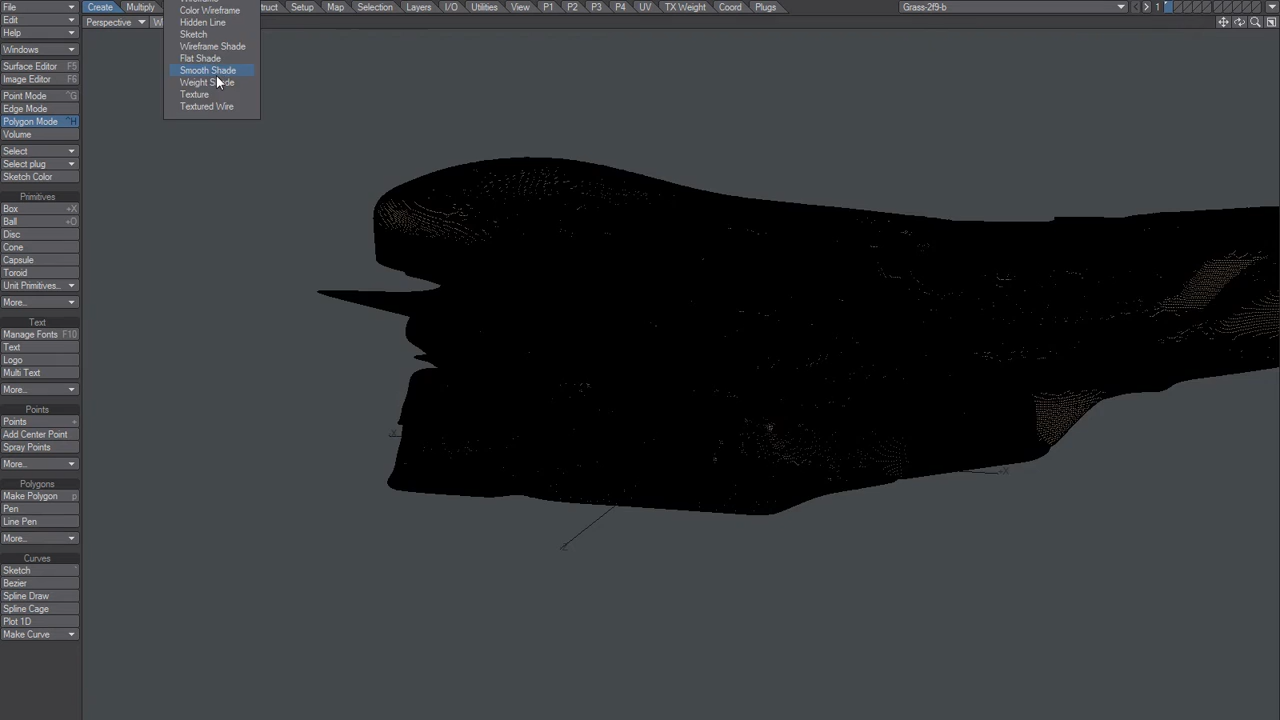 File
Edit
Help
Windows
Surface Editor F5
Image Editor F6
Point Mode ^G
Edge Mode
Polygon Mode ^H
Volume
Select
Select plug
Sketch Color
Primitives
Box +X
Ball +O
Disc
Cone
Capsule
Toroid
Unit Primitives...
More...
Text
Manage Fonts F10
Text
Logo
Multi Text
More...
Points
Points +
Add Center Point
Spray Points
More...
Polygons
Make Polygon p
Pen
Line Pen
More...
Curves
Sketch `
Bezier
Spline Draw
Spline Cage
Plot 1D
Make Curve
Create Multiply Setup Map Selection Layers I/O Utilities View P1 P2 P3 P4 UV TX Weight Coord Plugs Grass-2f9-b 1
Perspective
Color Wireframe
Hidden Line
Sketch
Wireframe Shade
Flat Shade
Smooth Shade
Weight Shade
Texture
Textured Wire